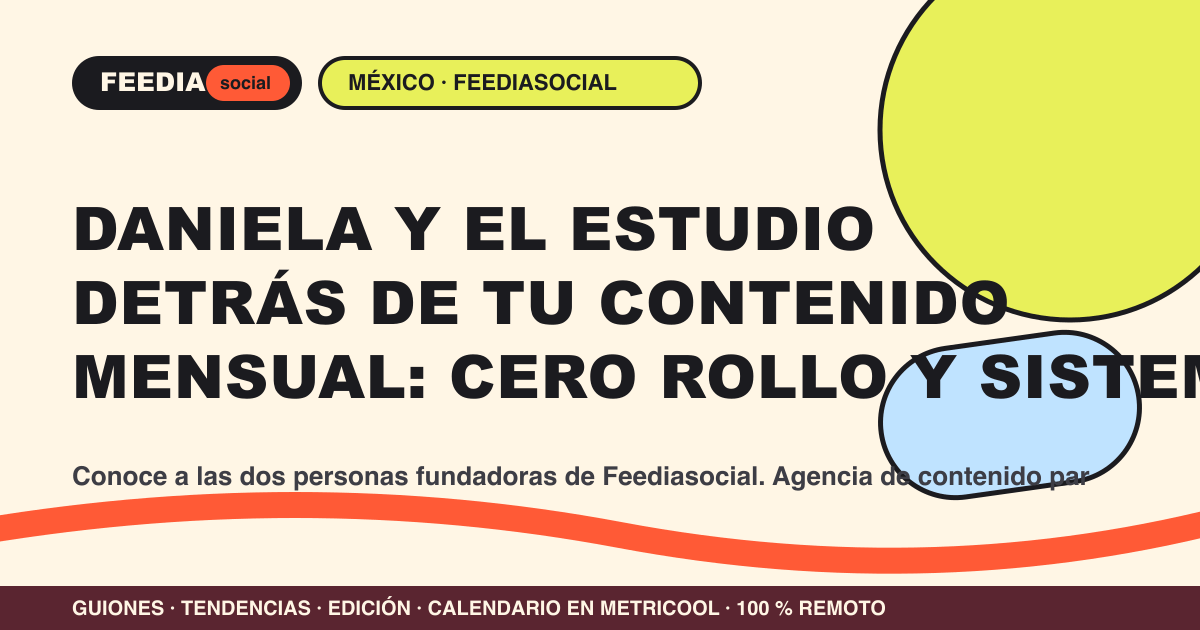 FEEDIA social
MÉXICO · FEEDIASOCIAL
DANIELA Y EL ESTUDIO
DETRÁS DE TU CONTENIDO
MENSUAL: CERO ROLLO Y SISTEM
Conoce a las dos personas fundadoras de Feediasocial. Agencia de contenido par
GUIONES · TENDENCIAS · EDICIÓN · CALENDARIO EN METRICOOL · 100 % REMOTO